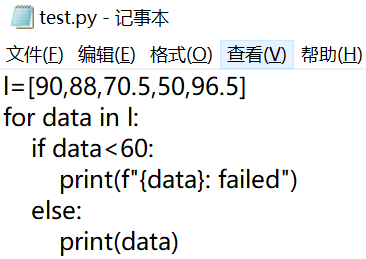 test.py - 记事本
文件(F) 编辑(E) 格式(O) 查看(V) 帮助(H)
l=[90,88,70.5,50,96.5]
for data in l:
    if data<60:
        print(f"{data}: failed")
    else:
        print(data)